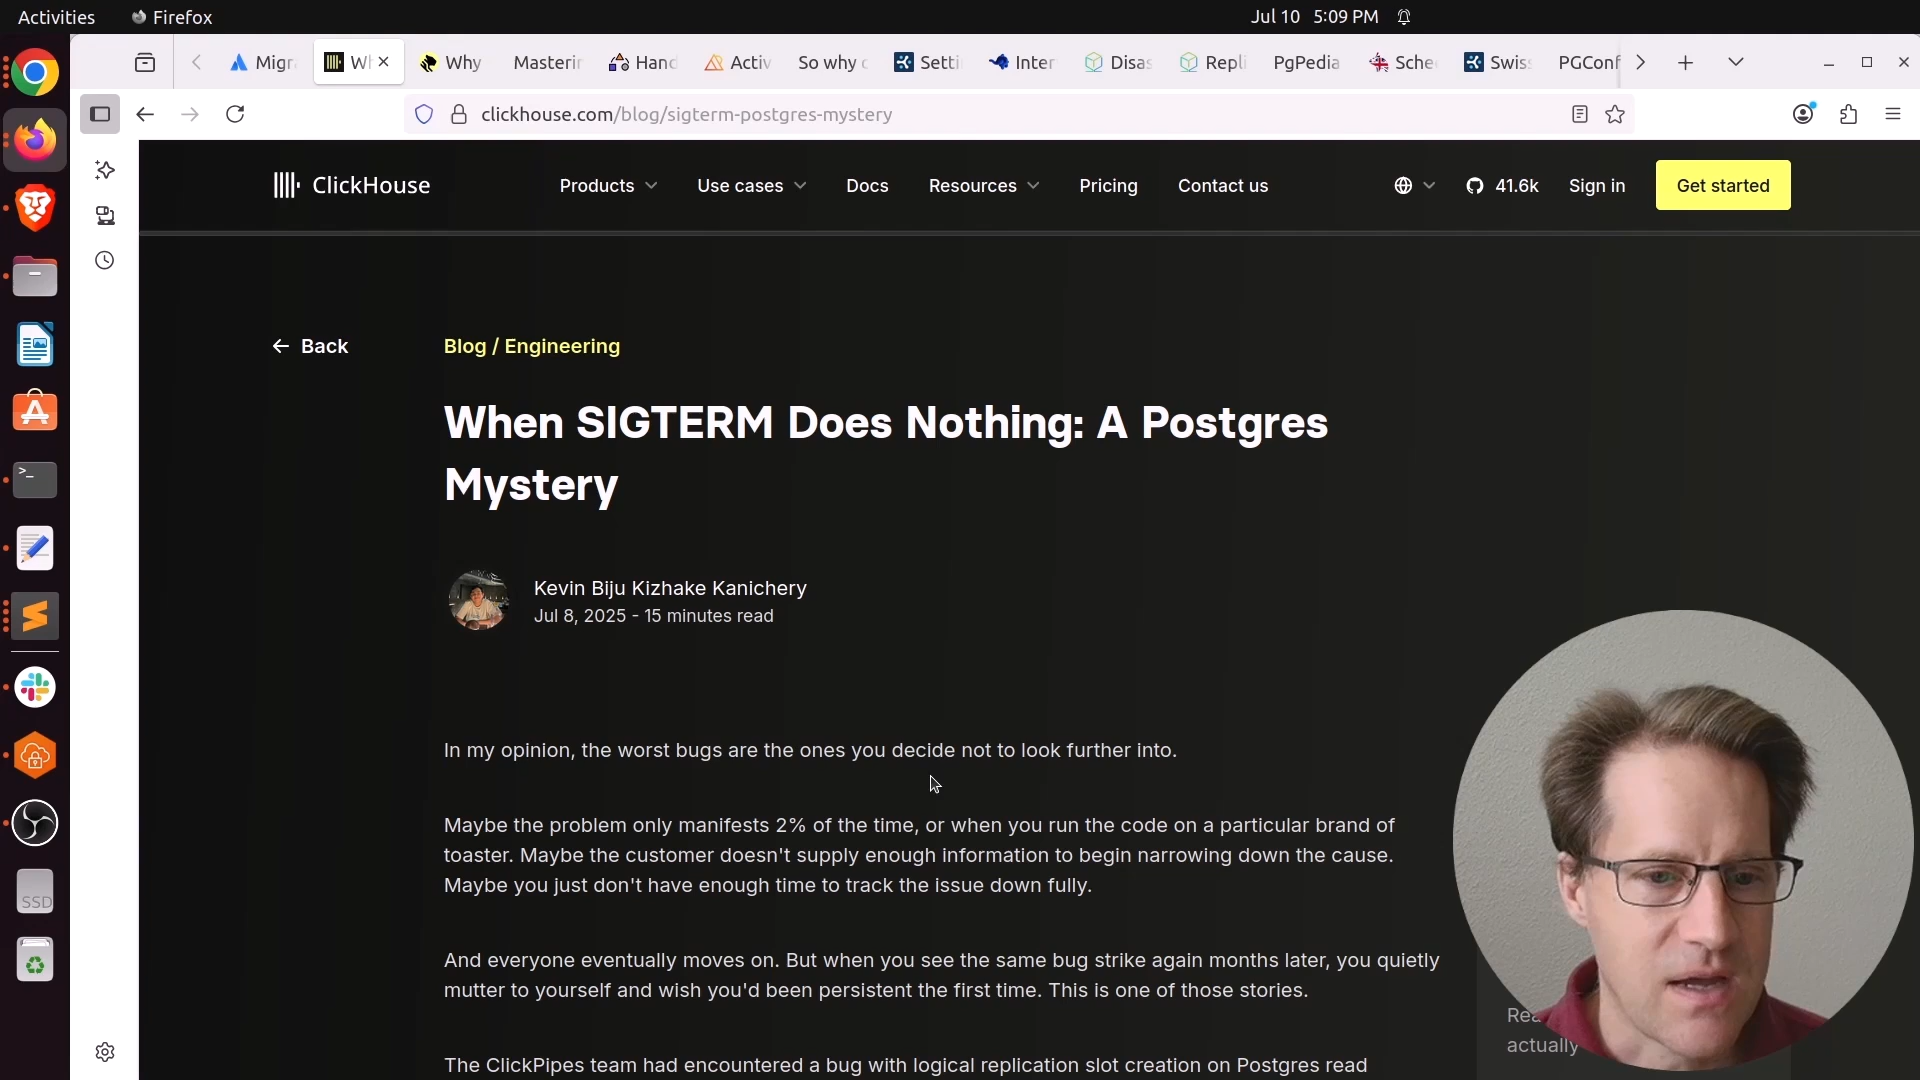 Activities
Firefox
Jul 10 5:09 PM
Migr
Wh
Why
Masterin
Hand
Activ
So why
Setti
Inter
Disas
Repli
PgPedia
Sche
Swis
PGConf
clickhouse.com/blog/sigterm-postgres-mystery
ClickHouse
Products
Use cases
Docs
Resources
Pricing
Contact us
41.6k
Sign in
Get started
Back
Blog / Engineering
When SIGTERM Does Nothing: A Postgres
Mystery
Kevin Biju Kizhake Kanichery
Jul 8, 2025 - 15 minutes read
In my opinion, the worst bugs are the ones you decide not to look further into.
Maybe the problem only manifests 2% of the time, or when you run the code on a particular brand of
toaster. Maybe the customer doesn't supply enough information to begin narrowing down the cause.
Maybe you just don't have enough time to track the issue down fully.
And everyone eventually moves on. But when you see the same bug strike again months later, you quietly
mutter to yourself and wish you'd been persistent the first time. This is one of those stories.
The ClickPipes team had encountered a bug with logical replication slot creation on Postgres read
actually
SSD